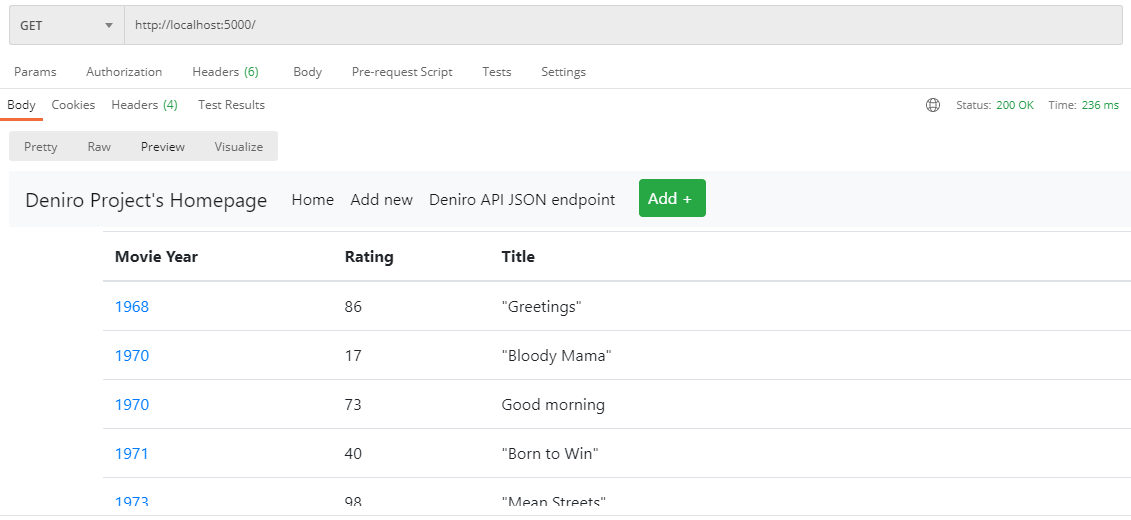 GET http://localhost:5000/
Params Authorization Headers (6) Body Pre-request Script Tests Settings
Body Cookies Headers (4) Test Results Status: 200 OK Time: 236 ms
Pretty Raw Preview Visualize
Deniro Project's Homepage Home Add new Deniro API JSON endpoint Add +
Movie Year Rating Title
1968 86 "Greetings"
1970 17 "Bloody Mama"
1970 73 Good morning
1971 40 "Born to Win"
1973 98 "Mean Streets"